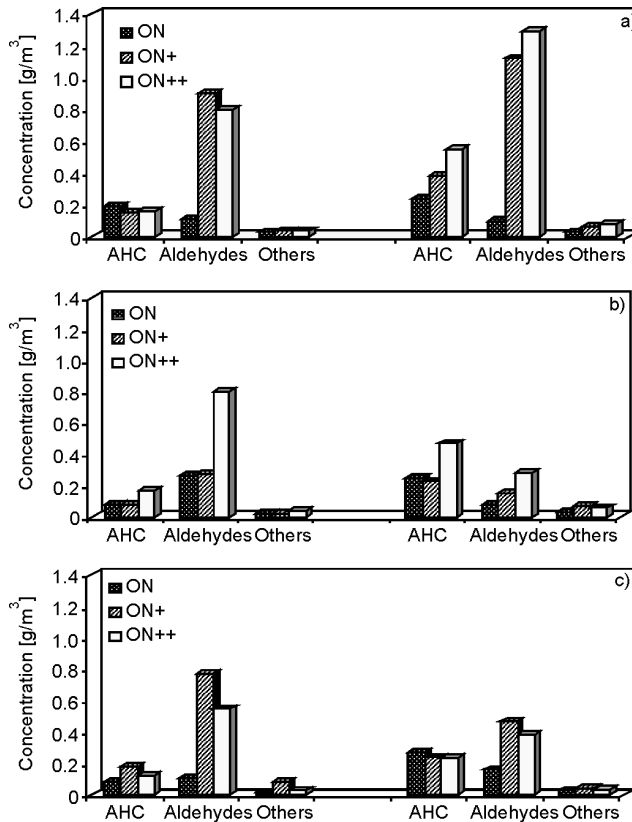 a)
1.4
1.2
1.0
0.8
0.6
0.4
0.2
0
Concentration [g/m³]
ON
ON+
ON++
AHC Aldehydes Others AHC Aldehydes Others
b)
1.4
1.2
1.0
0.8
0.6
0.4
0.2
0
Concentration [g/m³]
ON
ON+
ON++
AHC Aldehydes Others AHC Aldehydes Others
c)
1.4
1.2
1.0
0.8
0.6
0.4
0.2
0
Concentration [g/m³]
ON
ON+
ON++
AHC Aldehydes Others AHC Aldehydes Others